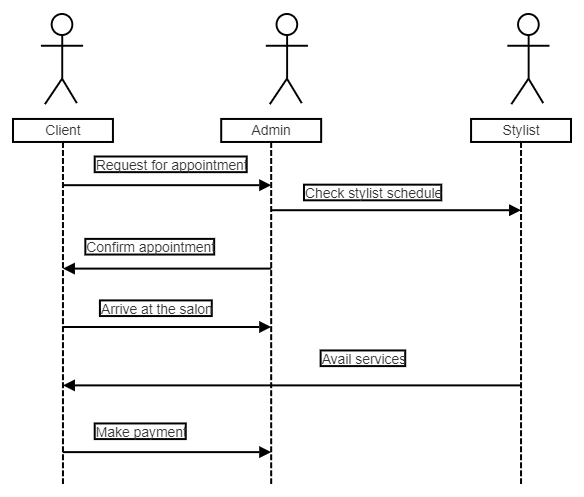 Client
Admin
Stylist
Request for appointment
Check stylist schedule
Confirm appointment
Arrive at the salon
Avail services
Make payment